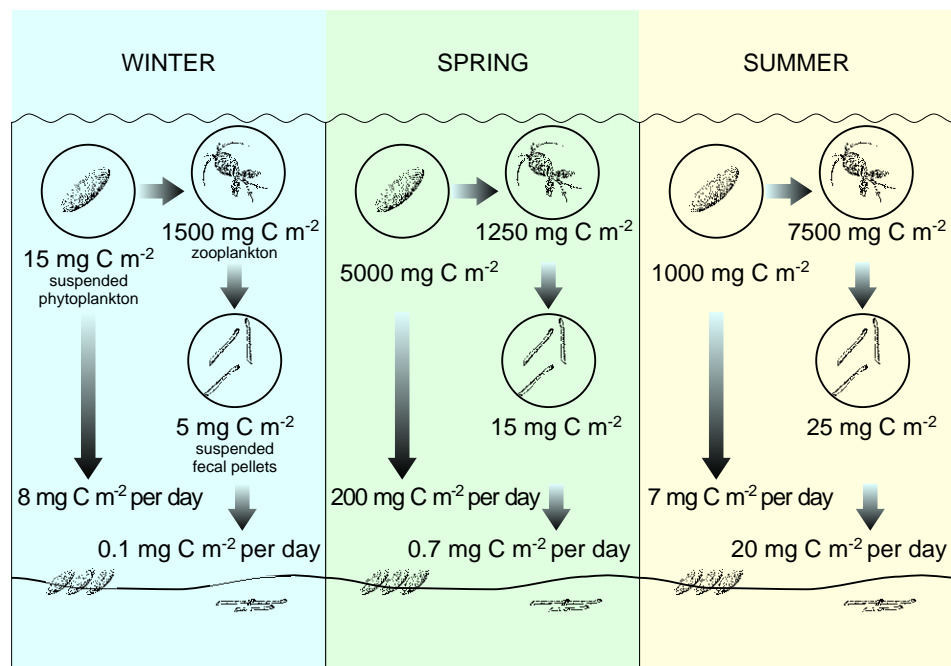 WINTER
1500 mg C m-2
zooplankton
15 mg C m-2
suspended
phytoplankton
5 mg C m-2
suspended
fecal pellets
8 mg C m-2 per day
0.1 mg C m-2 per day
SPRING
1250 mg C m-2
5000 mg C m-2
15 mg C m-2
200 mg C m-2 per day
0.7 mg C m-2 per day
SUMMER
7500 mg C m-2
1000 mg C m-2
25 mg C m-2
7 mg C m-2 per day
20 mg C m-2 per day